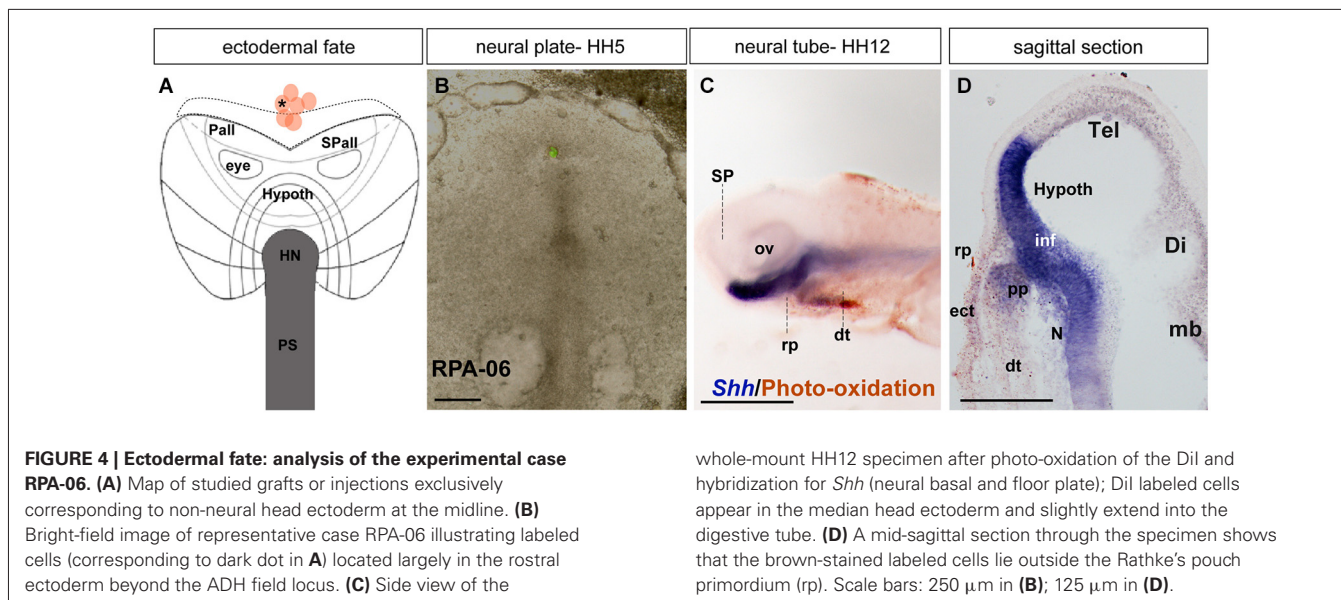 ectodermal fate
neural plate- HH5
neural tube- HH12
sagittal section
A
*
Pall
SPall
eye
Hypoth
HN
PS
B
RPA-06
C
SP
ov
rp
dt
Shh/Photo-oxidation
D
Tel
Hypoth
inf
rp
Di
pp
ect
N
mb
dt
FIGURE 4 | Ectodermal fate: analysis of the experimental case
RPA-06. (A) Map of studied grafts or injections exclusively
corresponding to non-neural head ectoderm at the midline. (B)
Bright-field image of representative case RPA-06 illustrating labeled
cells (corresponding to dark dot in A) located largely in the rostral
ectoderm beyond the ADH field locus. (C) Side view of the
whole-mount HH12 specimen after photo-oxidation of the DiI and
hybridization for Shh (neural basal and floor plate); DiI labeled cells
appear in the median head ectoderm and slightly extend into the
digestive tube. (D) A mid-sagittal section through the specimen shows
that the brown-stained labeled cells lie outside the Rathke's pouch
primordium (rp). Scale bars: 250 μm in (B); 125 μm in (D).